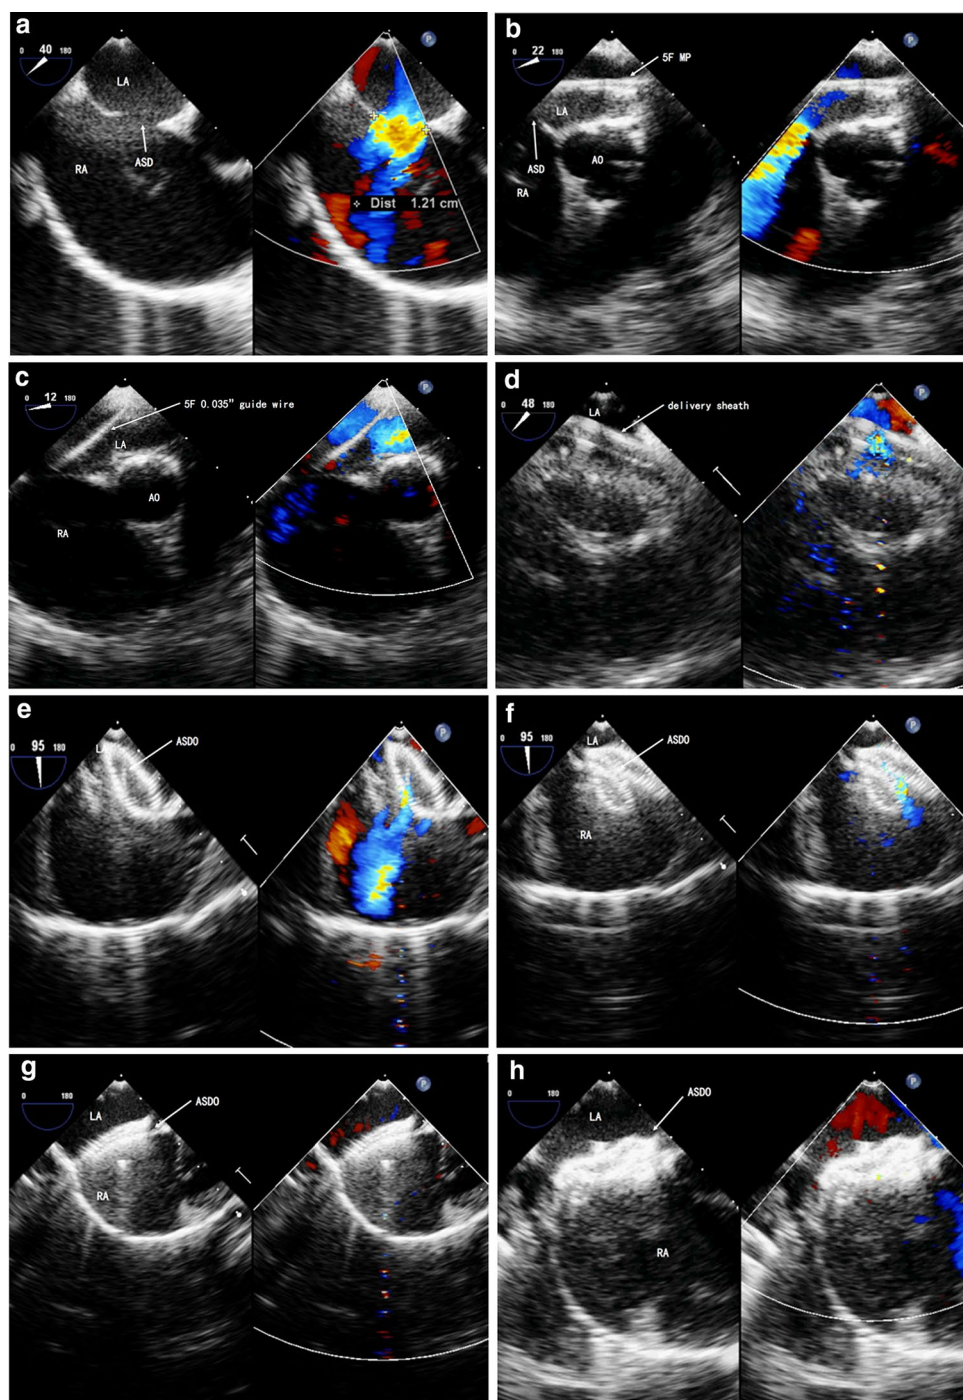 a
0 40 180
LA
P
RA
ASD
Dist 1.21 cm
b
0 22 180
5F MP
P
LA
AO
ASD
RA
c
0 12 180
5F 0.035" guide wire
P
LA
AO
RA
d
0 48 180
LA
delivery sheath
P
e
0 95 180
LA
ASDO
P
f
0 95 180
LA
ASDO
P
RA
g
0 180
LA
ASDO
P
RA
h
0 180
LA
ASDO
P
RA